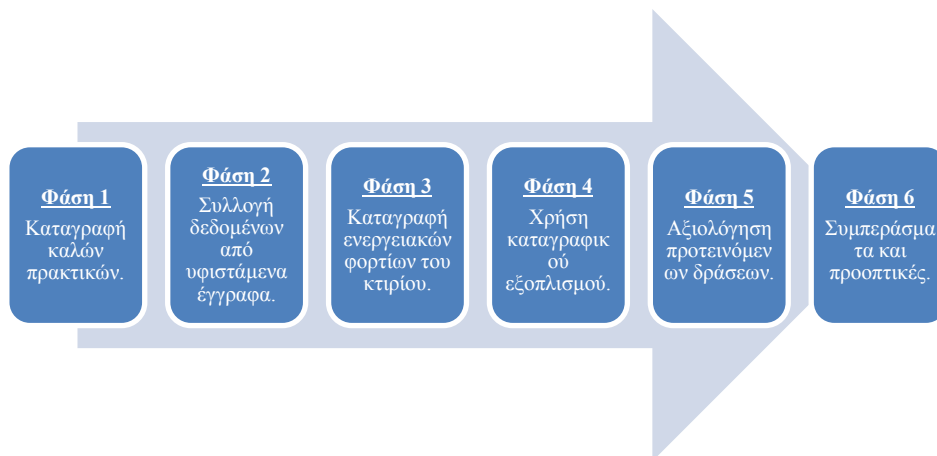 Φάση 1
Καταγραφή
καλών
πρακτικών.
Φάση 2
Συλλογή
δεδομένων
από
υφιστάμενα
έγγραφα.
Φάση 3
Καταγραφή
ενεργειακών
φορτίων του
κτιρίου.
Φάση 4
Χρήση
καταγραφικ
ού
εξοπλισμού.
Φάση 5
Αξιολόγηση
προτεινόμεν
ων δράσεων.
Φάση 6
Συμπεράσμα
τα και
προοπτικές.